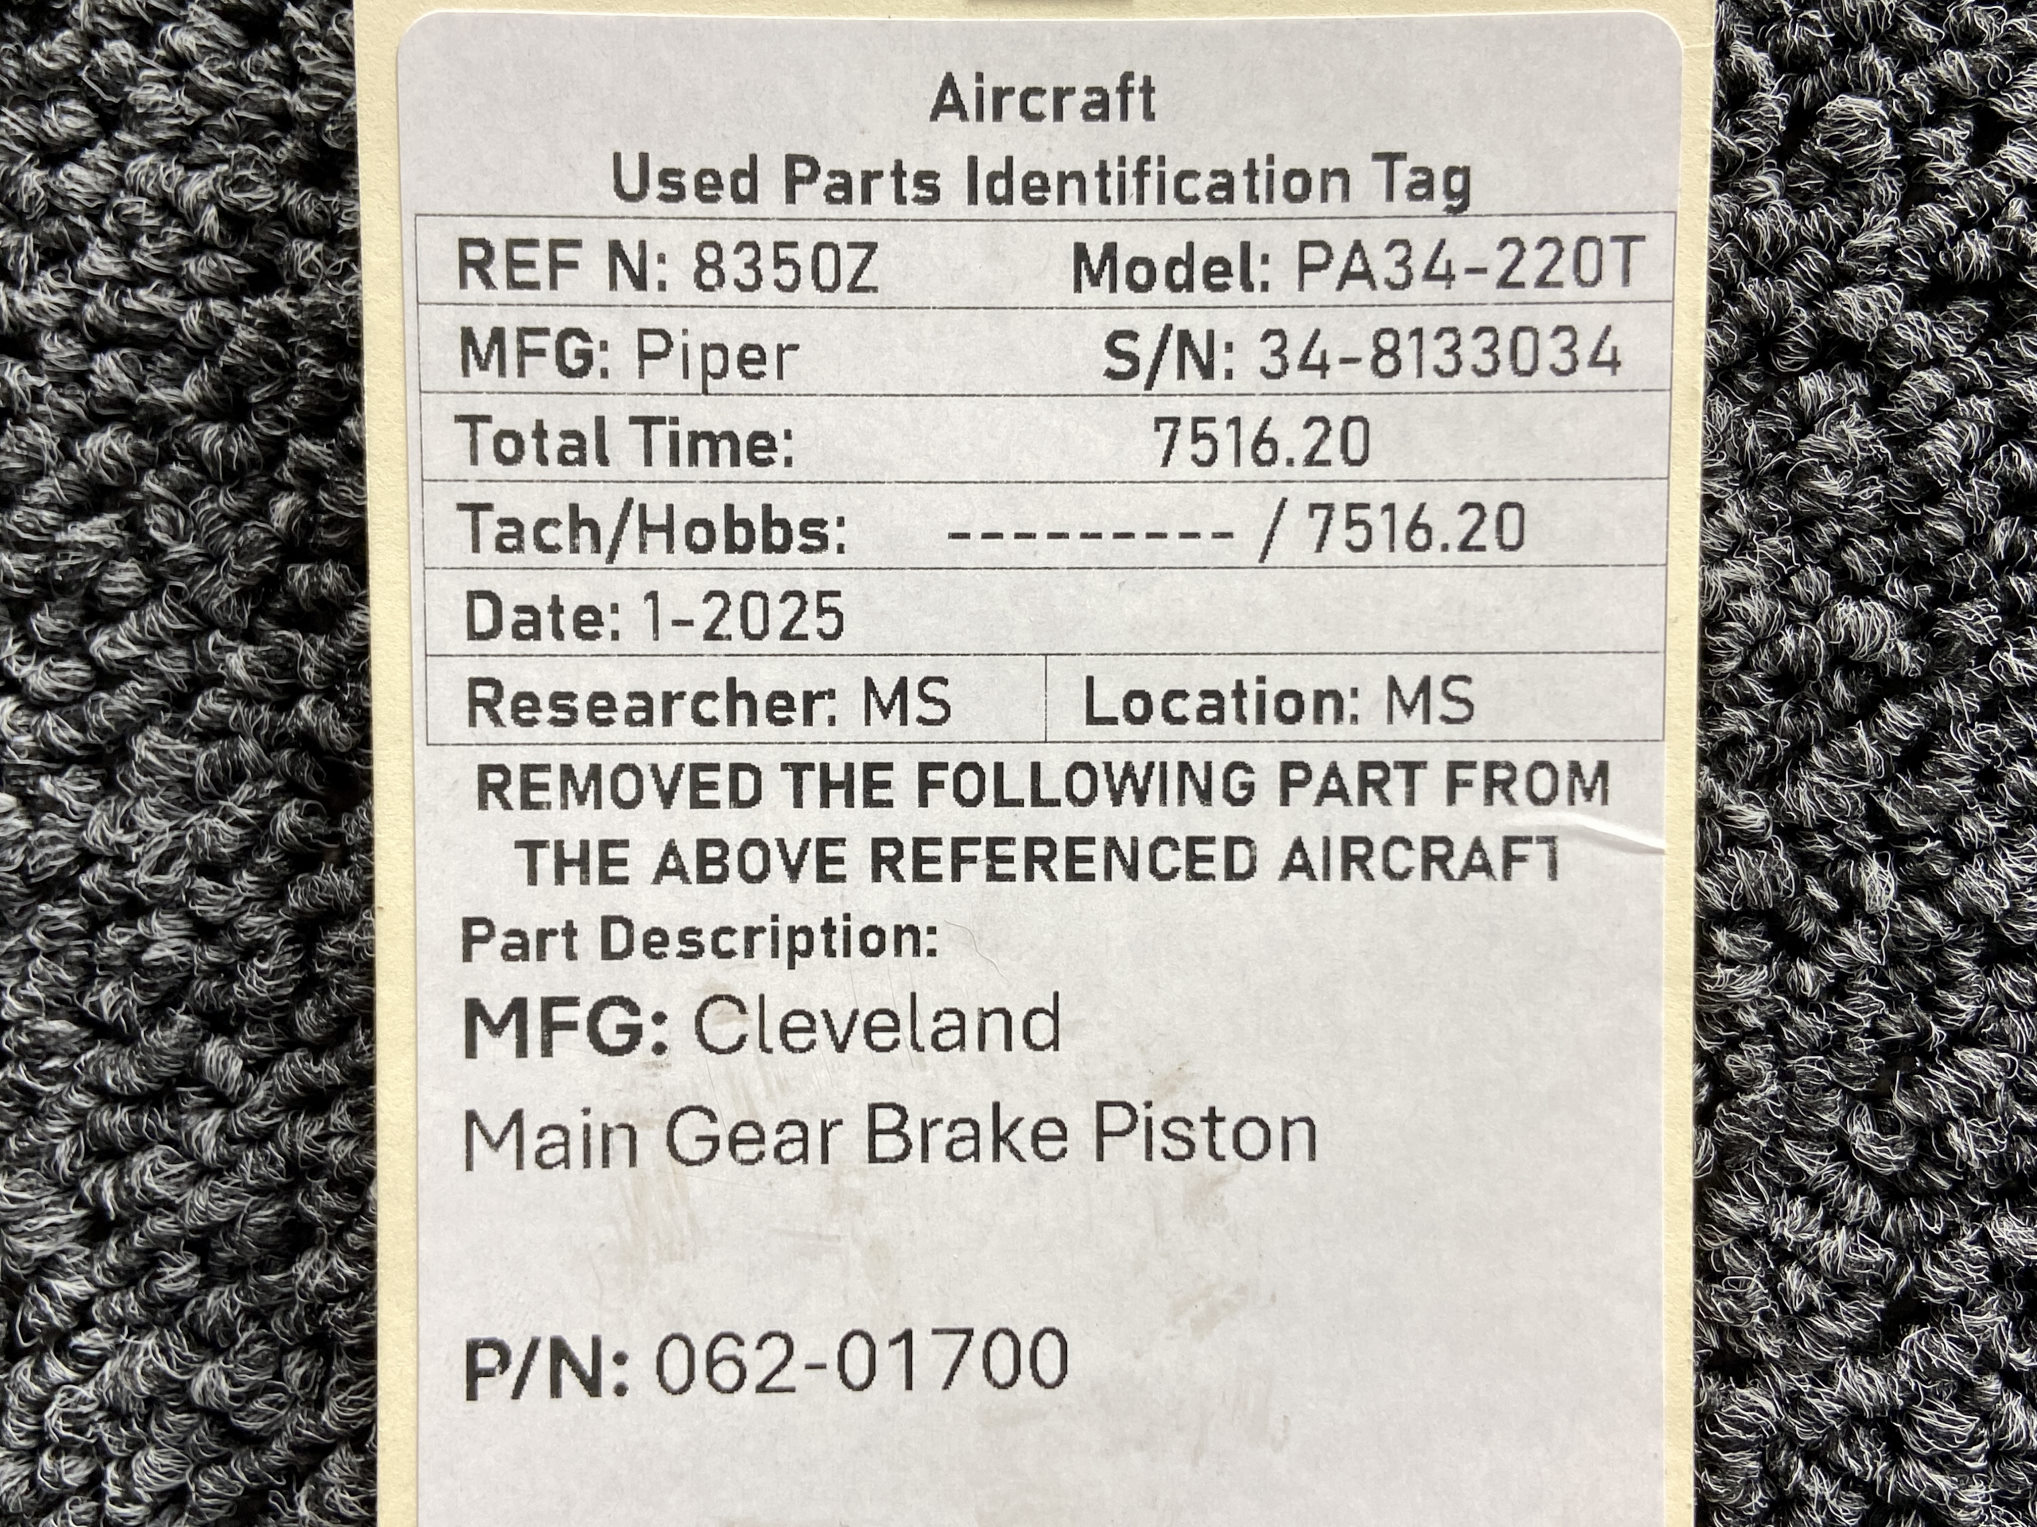 Aircraft
Used Parts Identification Tag
REF N: 8350Z Model: PA34-220T
MFG: Piper S/N: 34-8133034
Total Time: 7516.20
Tach/Hobbs: --------- / 7516.20
Date: 1-2025
Researcher: MS Location: MS
REMOVED THE FOLLOWING PART FROM
THE ABOVE REFERENCED AIRCRAFT
Part Description:
MFG: Cleveland
Main Gear Brake Piston
P/N: 062-01700